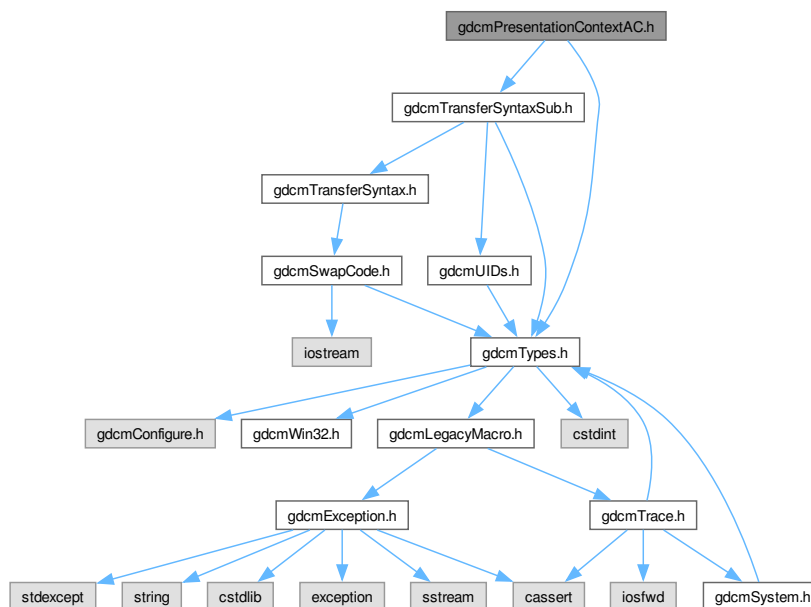 gdcmPresentationContextAC.h
gdcmTransferSyntaxSub.h
gdcmTransferSyntax.h
gdcmSwapCode.h
gdcmUIDs.h
iostream
gdcmTypes.h
gdcmConfigure.h
gdcmWin32.h
gdcmLegacyMacro.h
cstdint
gdcmException.h
gdcmTrace.h
stdexcept
string
cstdlib
exception
sstream
cassert
iosfwd
gdcmSystem.h